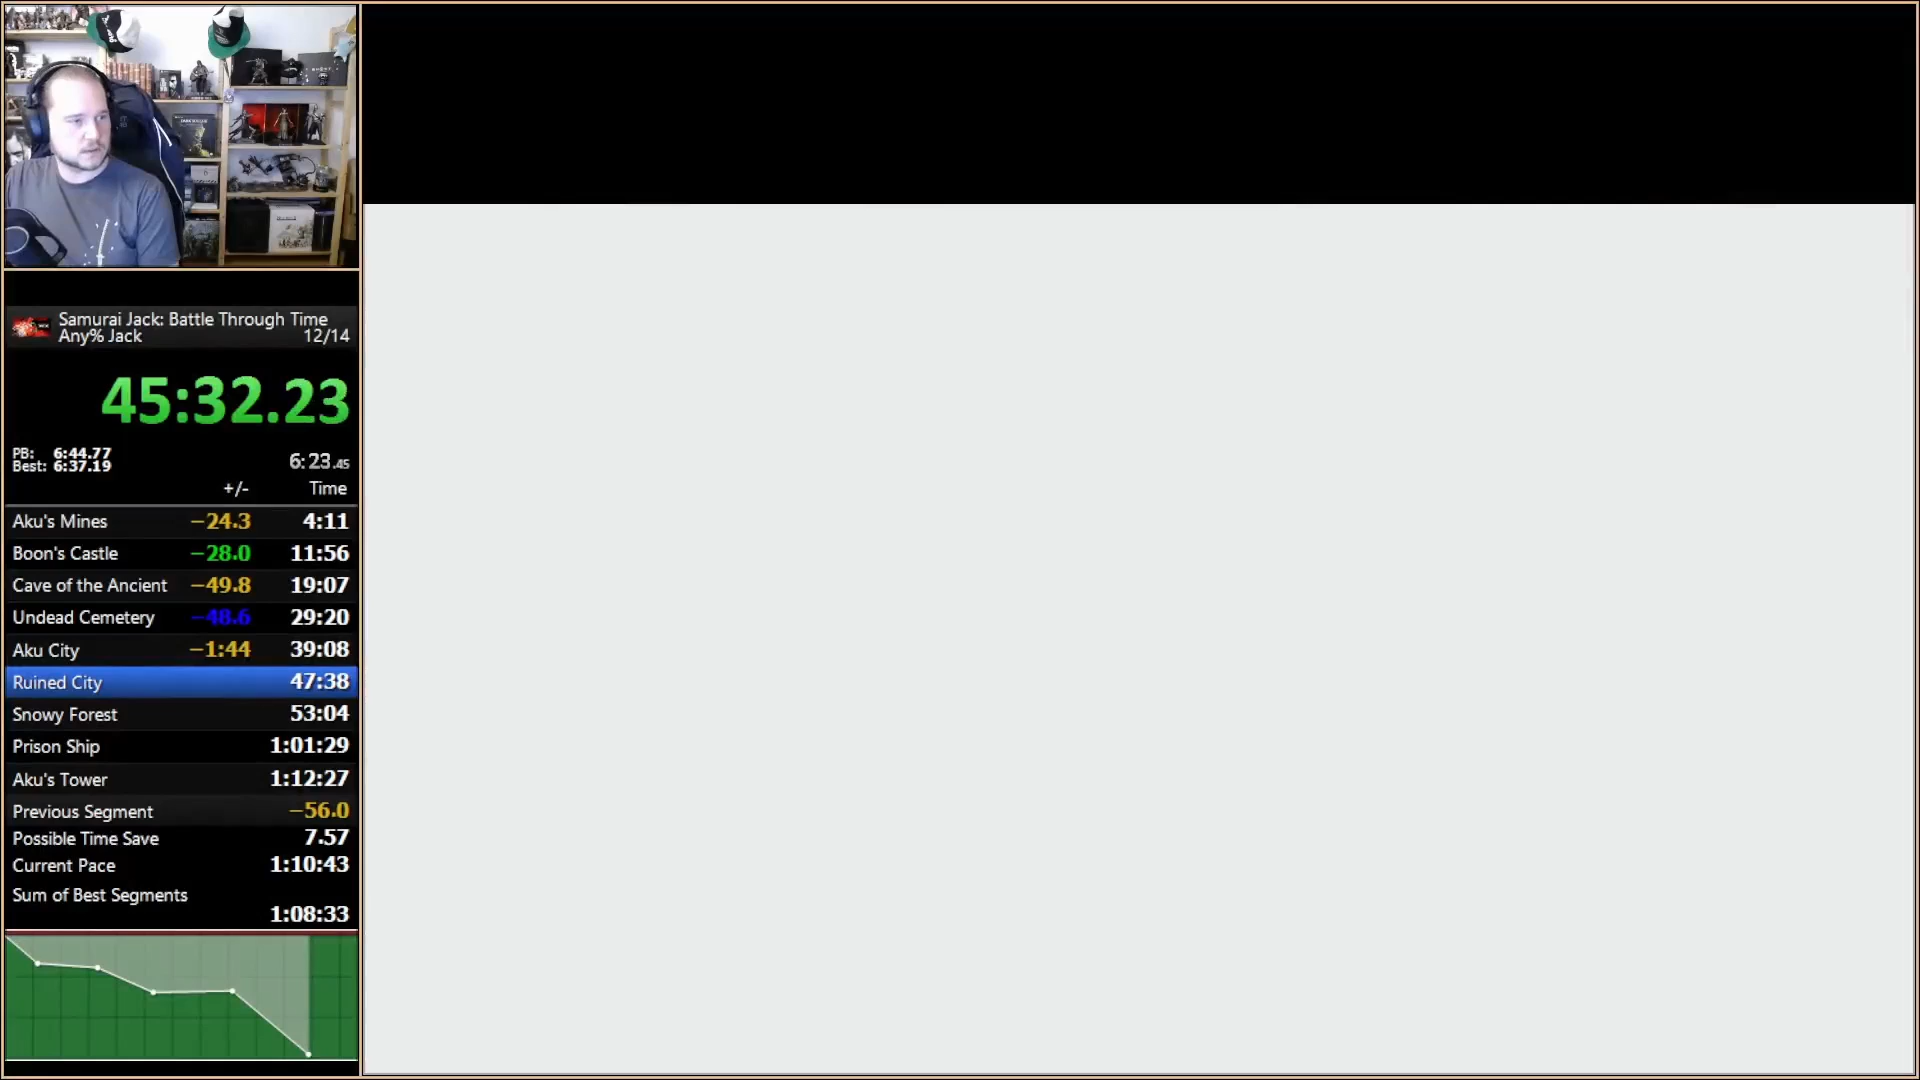 Samurai Jack: Battle Through Time
Any% Jack 12/14
45:32.23
PB: 6:44.77
Best: 6:37.19
6:23.45
+/- Time
Aku's Mines −24.3 4:11
Boon's Castle −28.0 11:56
Cave of the Ancient −49.8 19:07
Undead Cemetery −48.6 29:20
Aku City −1:44 39:08
Ruined City 47:38
Snowy Forest 53:04
Prison Ship 1:01:29
Aku's Tower 1:12:27
Previous Segment −56.0
Possible Time Save 7.57
Current Pace 1:10:43
Sum of Best Segments
1:08:33